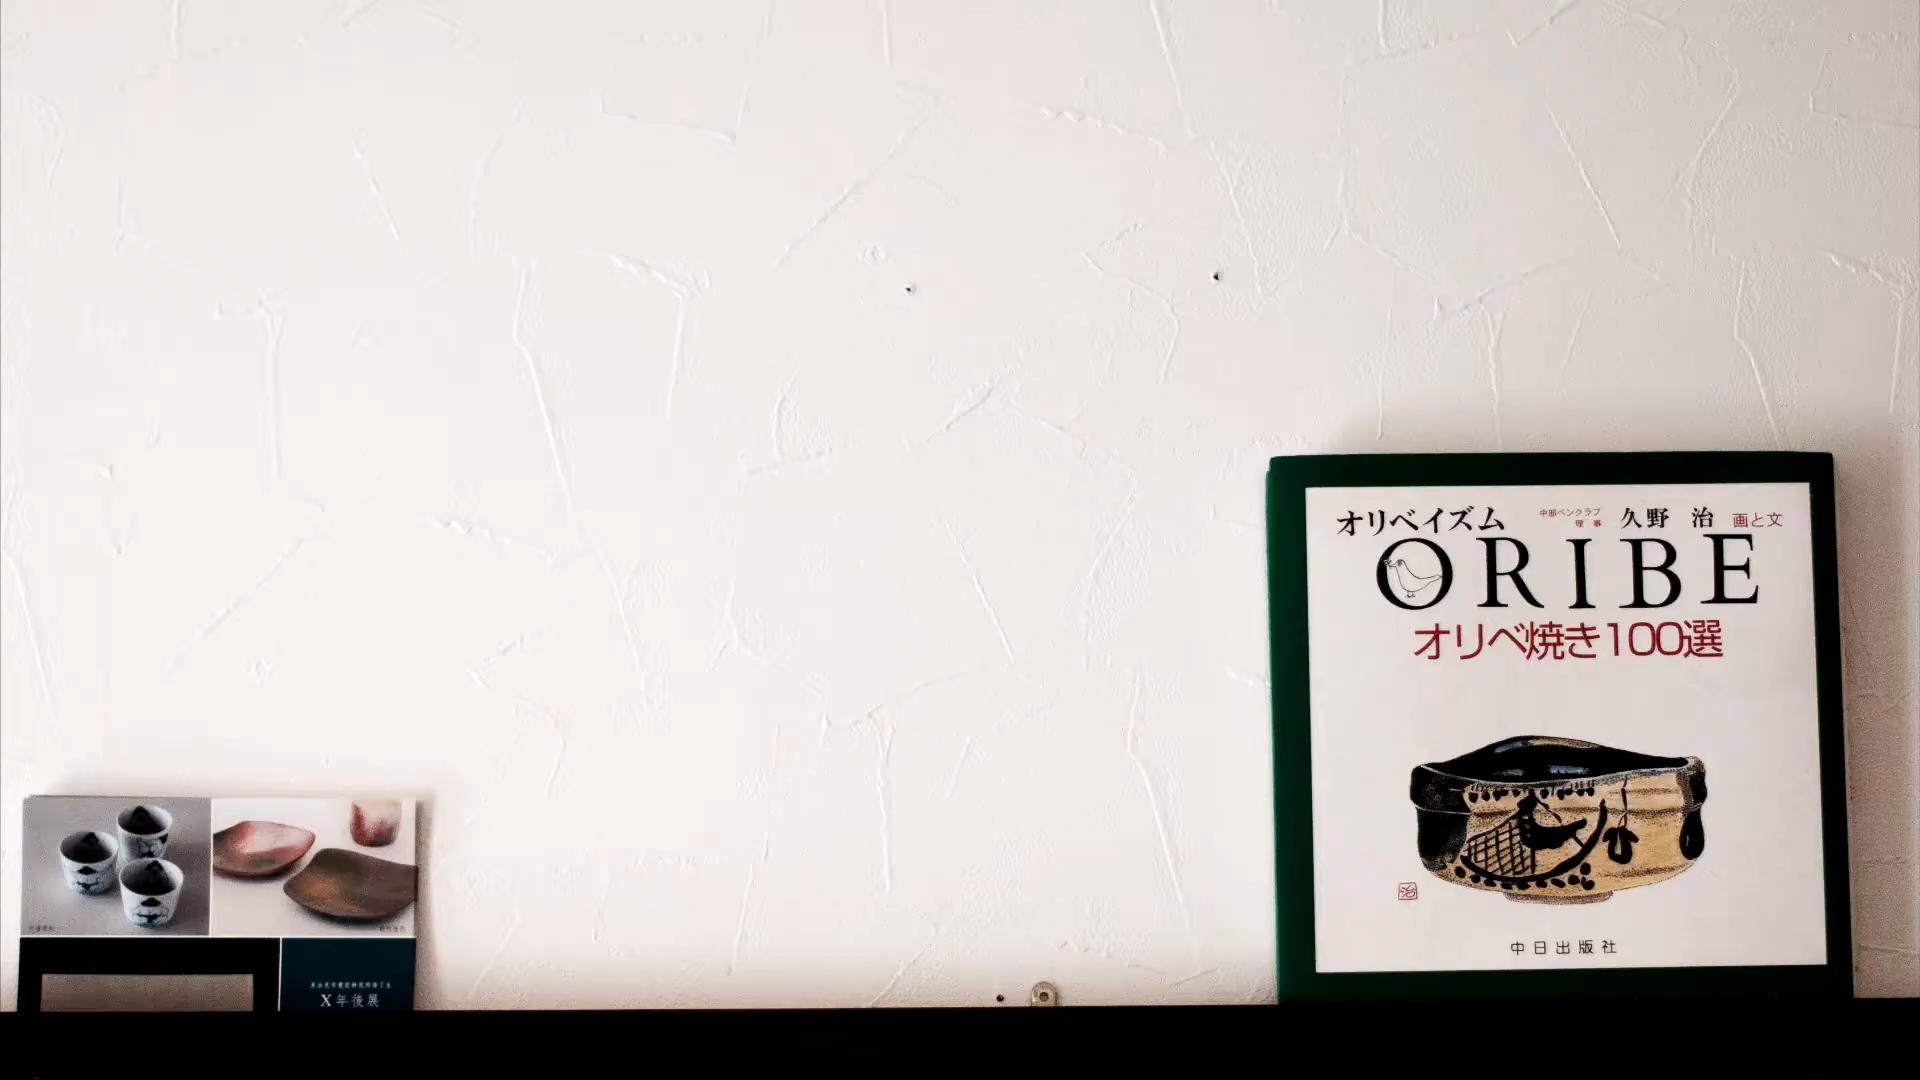 オリベイズム
中部ペンクラブ
理事
久野 治 画と文
ORIBE
オリベ焼き100選
治
中日出版社
X年後展